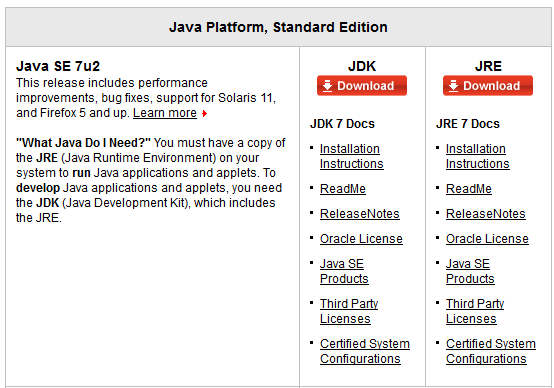 Java Platform, Standard Edition
Java SE 7u2
This release includes performance
improvements, bug fixes, support for Solaris 11,
and Firefox 5 and up. Learn more
"What Java Do I Need?" You must have a copy of
the JRE (Java Runtime Environment) on your
system to run Java applications and applets. To
develop Java applications and applets, you need
the JDK (Java Development Kit), which includes
the JRE.
JDK
Download
JDK 7 Docs
Installation
Instructions
ReadMe
ReleaseNotes
Oracle License
Java SE
Products
Third Party
Licenses
Certified System
Configurations
JRE
Download
JRE 7 Docs
Installation
Instructions
ReadMe
ReleaseNotes
Oracle License
Java SE
Products
Third Party
Licenses
Certified System
Configurations